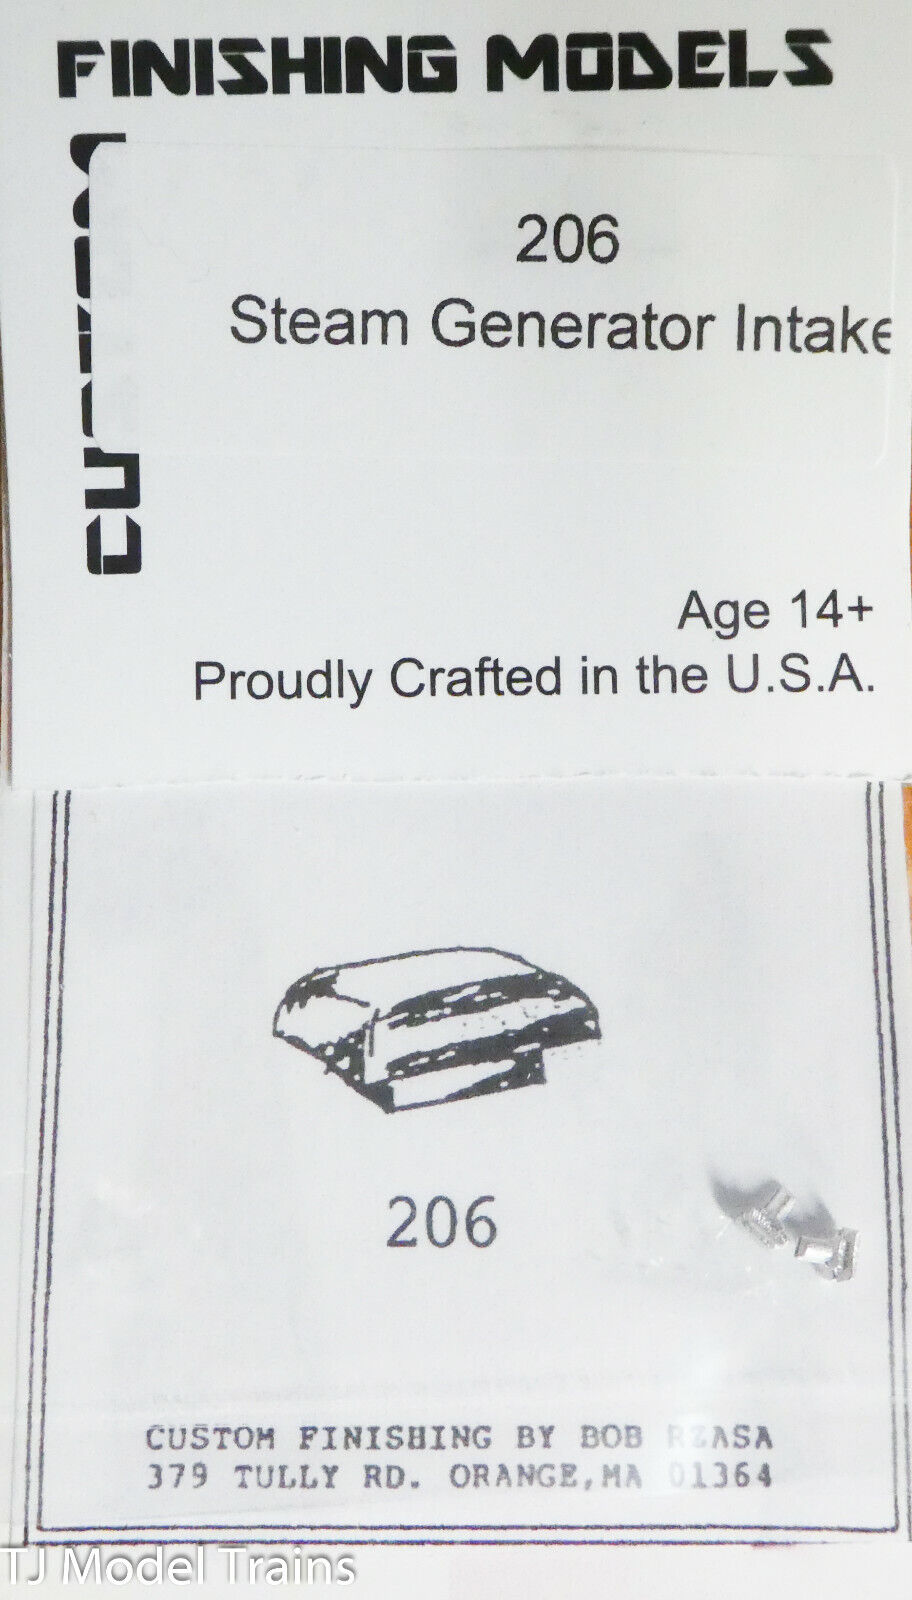 FINISHING MODELS
CUSTOM
206
Steam Generator Intake
Age 14+
Proudly Crafted in the U.S.A.
206
CUSTOM FINISHING BY BOB RZASA
379 TULLY RD. ORANGE,MA 01364
TJ Model Trains